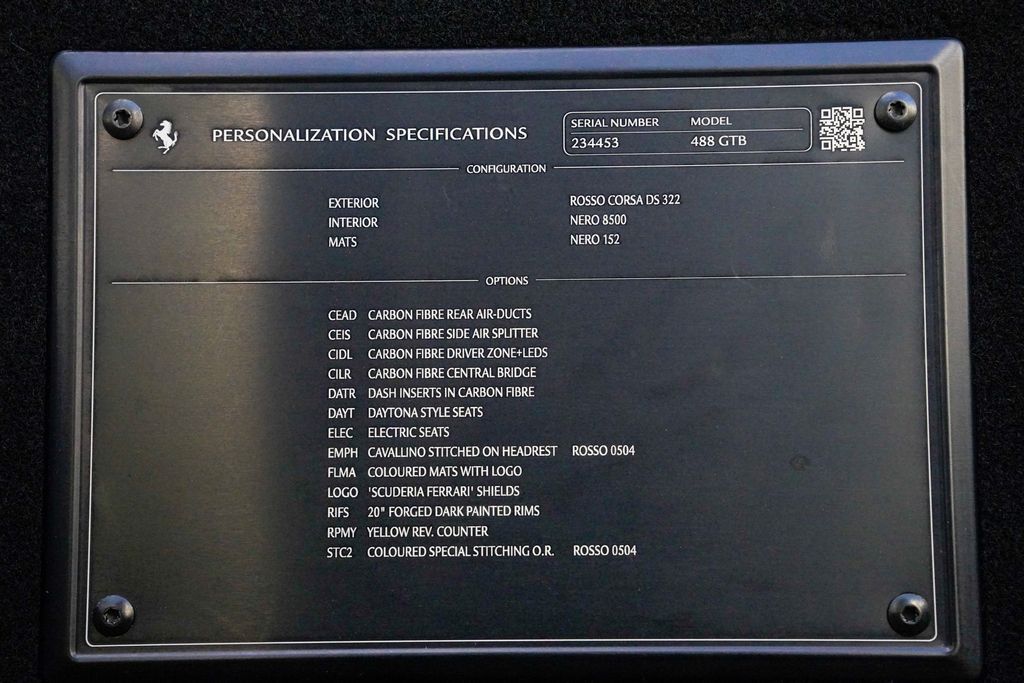 PERSONALIZATION SPECIFICATIONS
SERIAL NUMBER MODEL
234453 488 GTB
CONFIGURATION
EXTERIOR ROSSO CORSA DS 322
INTERIOR NERO 8500
MATS NERO 152
OPTIONS
CEAD CARBON FIBRE REAR AIR-DUCTS
CEIS CARBON FIBRE SIDE AIR SPLITTER
CIDL CARBON FIBRE DRIVER ZONE+LEDS
CILR CARBON FIBRE CENTRAL BRIDGE
DATR DASH INSERTS IN CARBON FIBRE
DAYT DAYTONA STYLE SEATS
ELEC ELECTRIC SEATS
EMPH CAVALLINO STITCHED ON HEADREST ROSSO 0504
FLMA COLOURED MATS WITH LOGO
LOGO 'SCUDERIA FERRARI' SHIELDS
RIFS 20" FORGED DARK PAINTED RIMS
RPMY YELLOW REV. COUNTER
STC2 COLOURED SPECIAL STITCHING O.R. ROSSO 0504